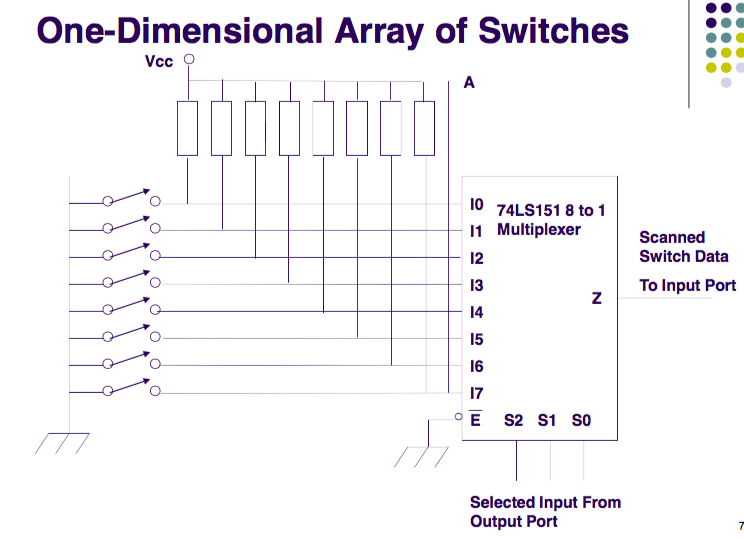 One-Dimensional Array of Switches
Vcc
A
I0
74LS151 8 to 1
I1
Multiplexer
I2
I3
I4
I5
I6
I7
Z
Scanned
Switch Data
To Input Port
E
S2
S1
S0
Selected Input From
Output Port
7